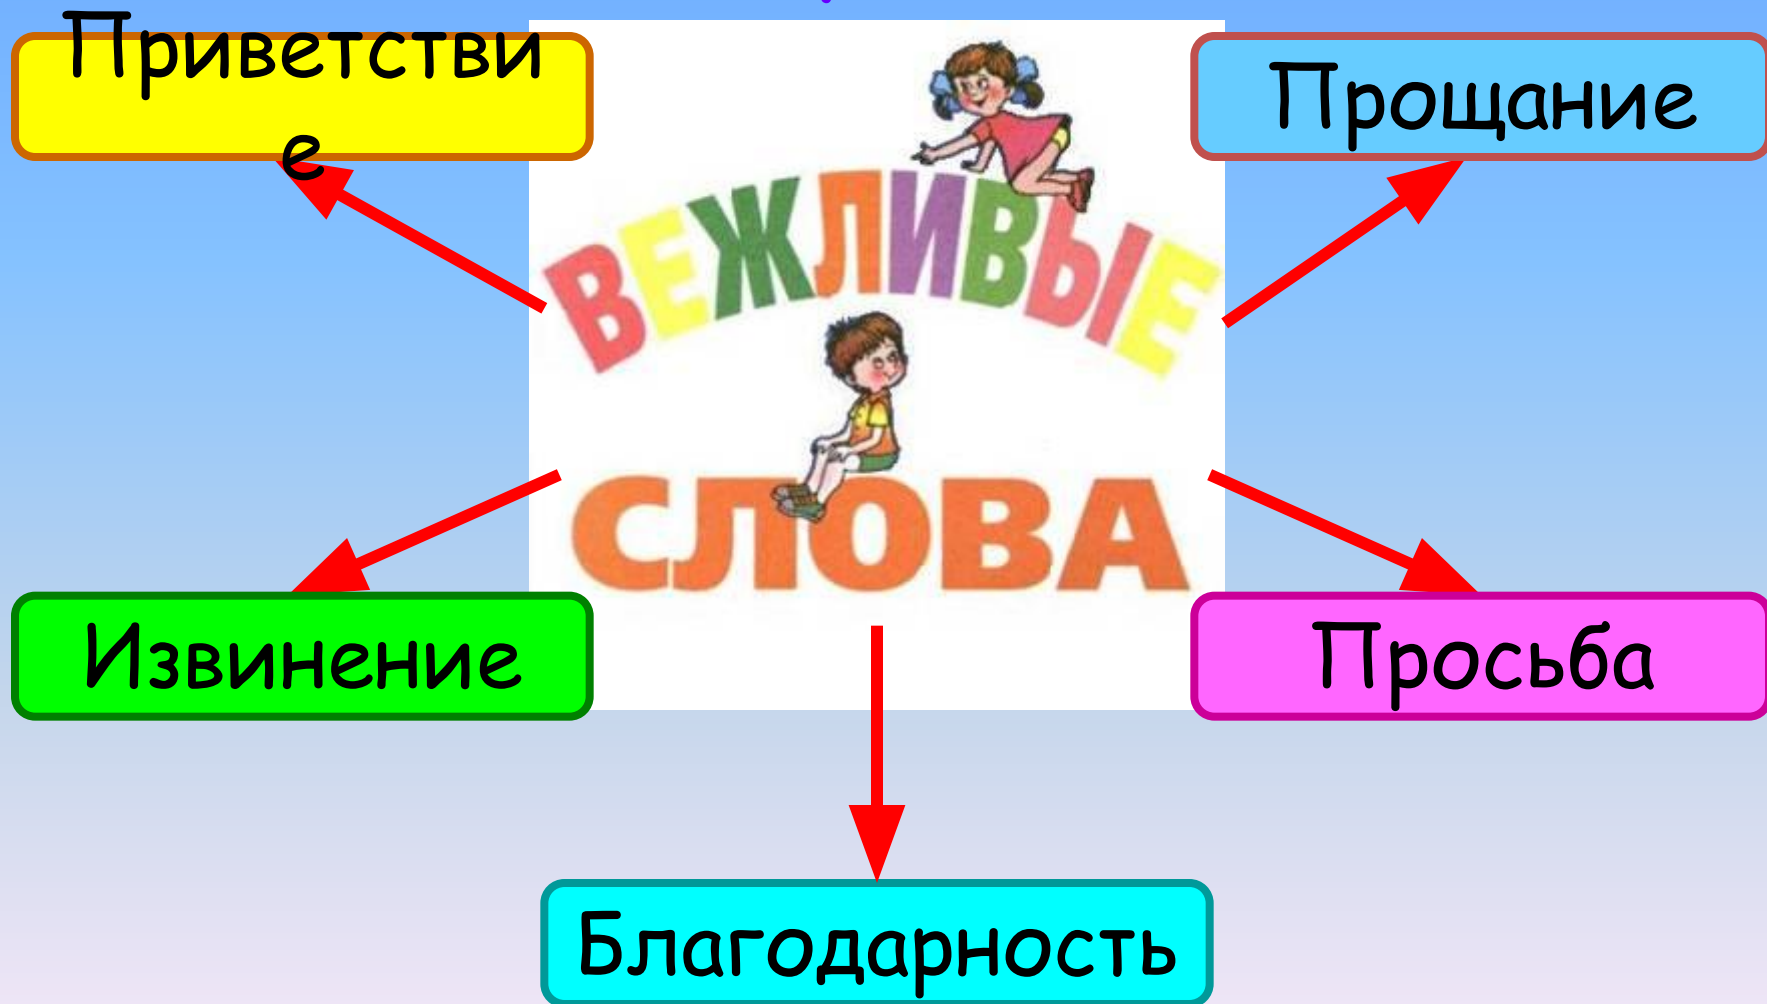 Приветстви
е
Прощание
ВЕЖЛИВЫЕ
СЛОВА
Извинение
Просьба
Благодарность